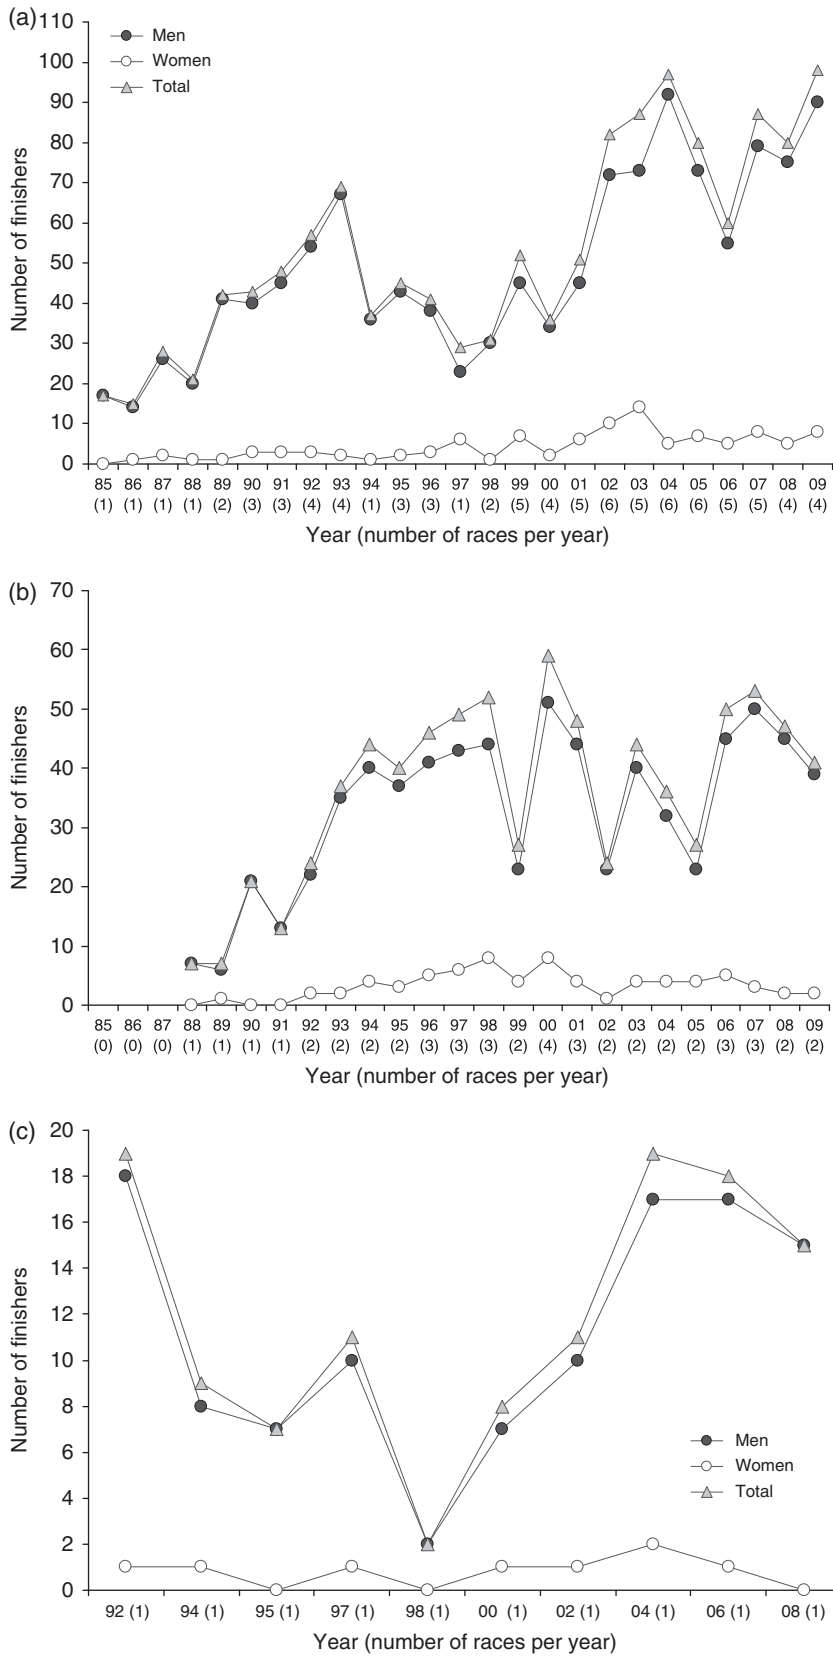 (a)
110
100
90
80
70
60
50
40
30
20
10
0
Number of finishers
Men
Women
Total
85 86 87 88 89 90 91 92 93 94 95 96 97 98 99 00 01 02 03 04 05 06 07 08 09
(1) (1) (1) (1) (2) (3) (3) (4) (4) (1) (3) (3) (1) (2) (5) (4) (5) (6) (5) (6) (6) (5) (5) (4) (4)
Year (number of races per year)
(b)
70
60
50
40
30
20
10
0
Number of finishers
85 86 87 88 89 90 91 92 93 94 95 96 97 98 99 00 01 02 03 04 05 06 07 08 09
(0) (0) (0) (1) (1) (1) (1) (2) (2) (2) (2) (3) (3) (3) (2) (4) (3) (2) (2) (2) (2) (3) (3) (2) (2)
Year (number of races per year)
(c)
20
18
16
14
12
10
8
6
4
2
0
Number of finishers
Men
Women
Total
92 (1) 94 (1) 95 (1) 97 (1) 98 (1) 00 (1) 02 (1) 04 (1) 06 (1) 08 (1)
Year (number of races per year)